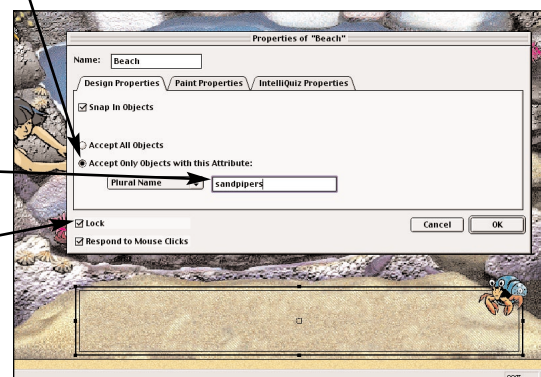 Properties of "Beach"
Name: Beach
Design Properties Paint Properties IntelliQuiz Properties
Snap In Objects
Accept All Objects
Accept Only Objects with this Attribute:
Plural Name sandpipers
Lock Cancel OK
Respond to Mouse Clicks